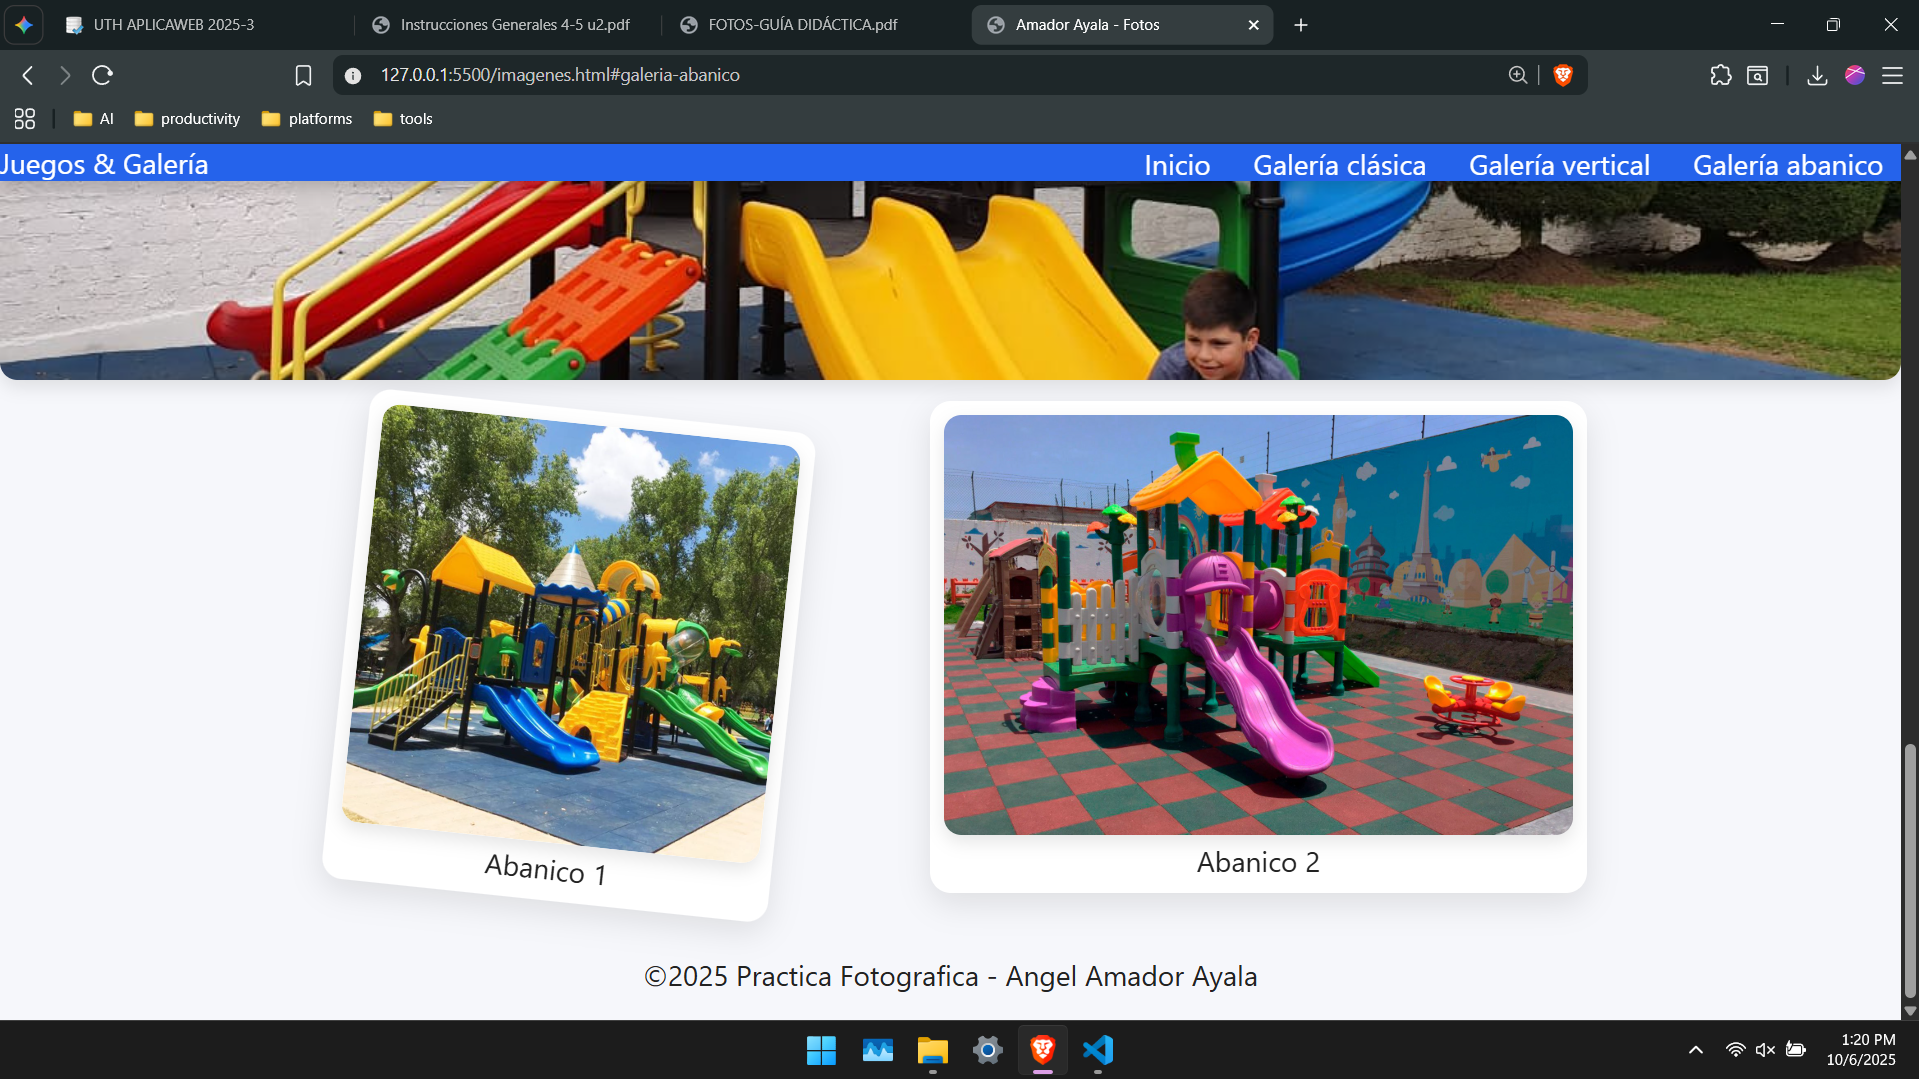 UTH APLICAWEB 2025-3
Instrucciones Generales 4-5 u2.pdf
FOTOS-GUÍA DIDÁCTICA.pdf
Amador Ayala - Fotos
127.0.0.1:5500/imagenes.html#galeria-abanico
AI
productivity
platforms
tools
Juegos & Galería
Inicio
Galería clásica
Galería vertical
Galería abanico
Abanico 1
Abanico 2
©2025 Practica Fotografica - Angel Amador Ayala
1:20 PM
10/6/2025